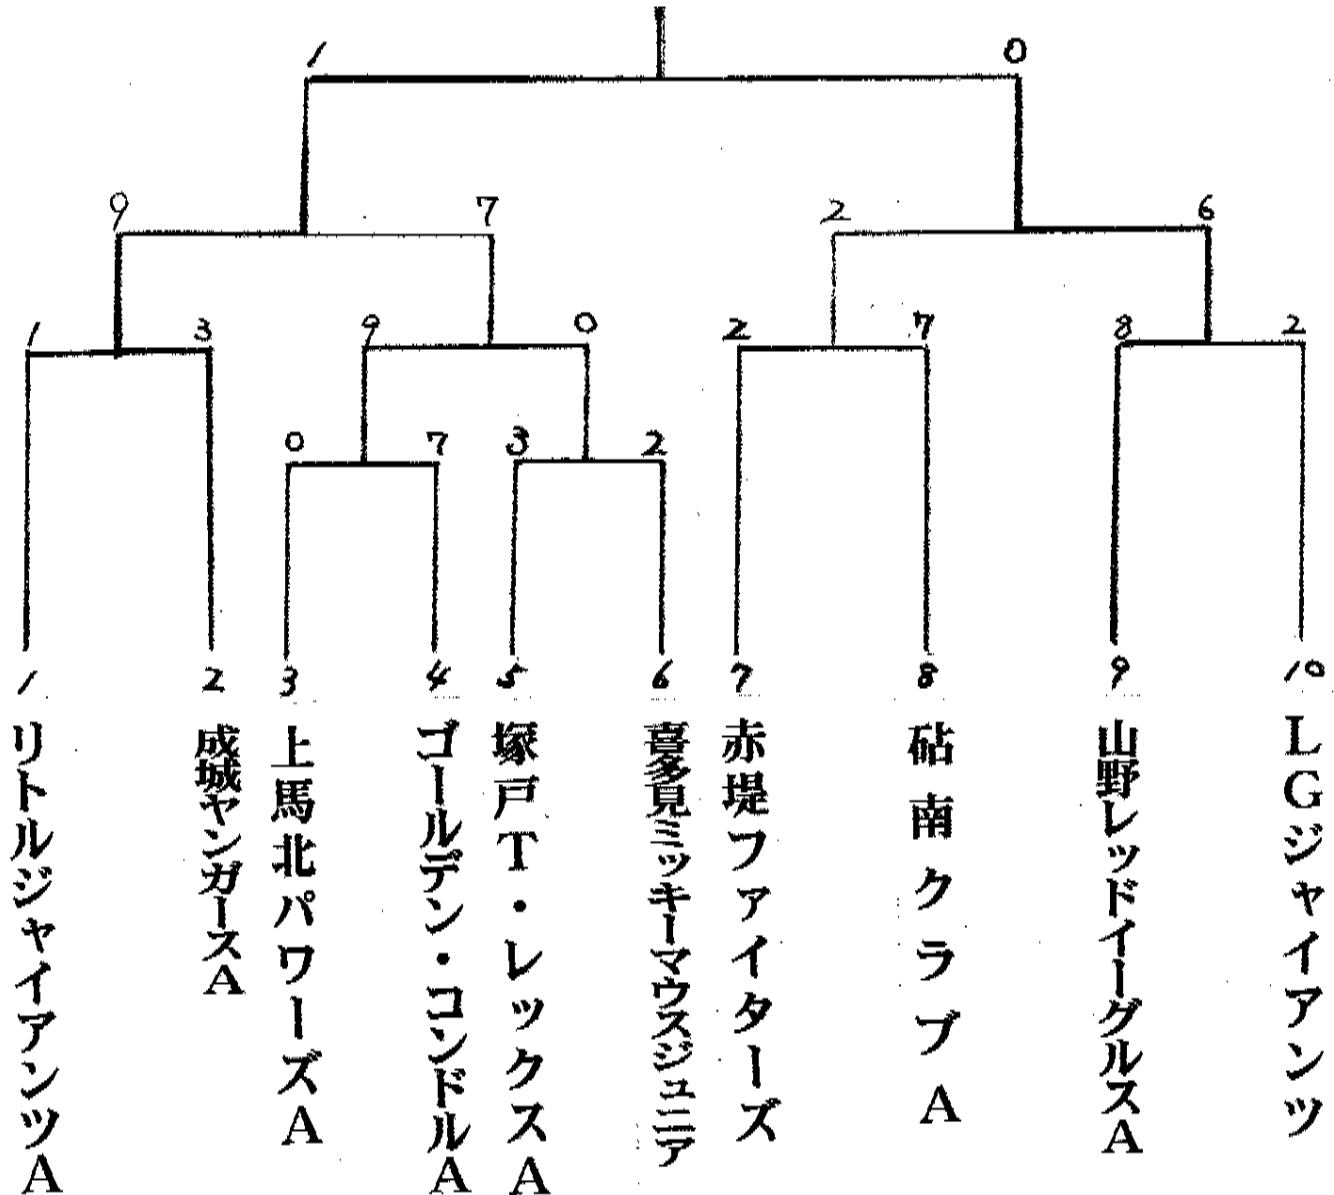 1 0
9 7 2 6
1 3 9 0 2 7 8 2
0 7 3 2
1 2 3 4 5 6 7 8 9 10
リトルジャイアンツA
成城ヤンガースA
上馬北パワーズA
ゴールデン・コンドルA
塚戸T・レックスA
喜多見ミッキーマウスジュニア
赤堤ファイターズ
砧南クラブA
山野レッドイーグルスA
LGジャイアンツ